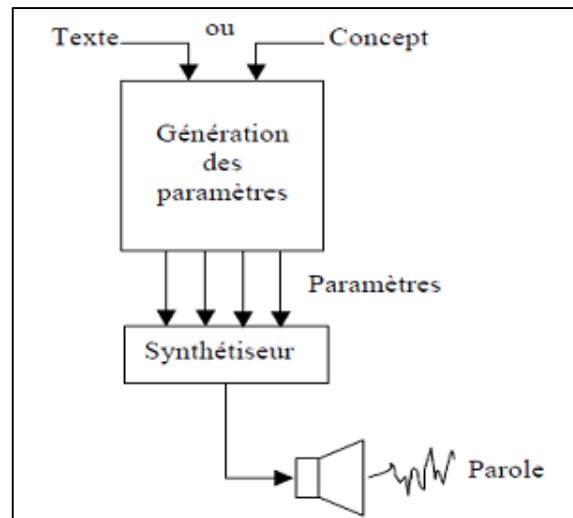 Texte ou Concept
Génération
des
paramètres
Paramètres
Synthétiseur
Parole